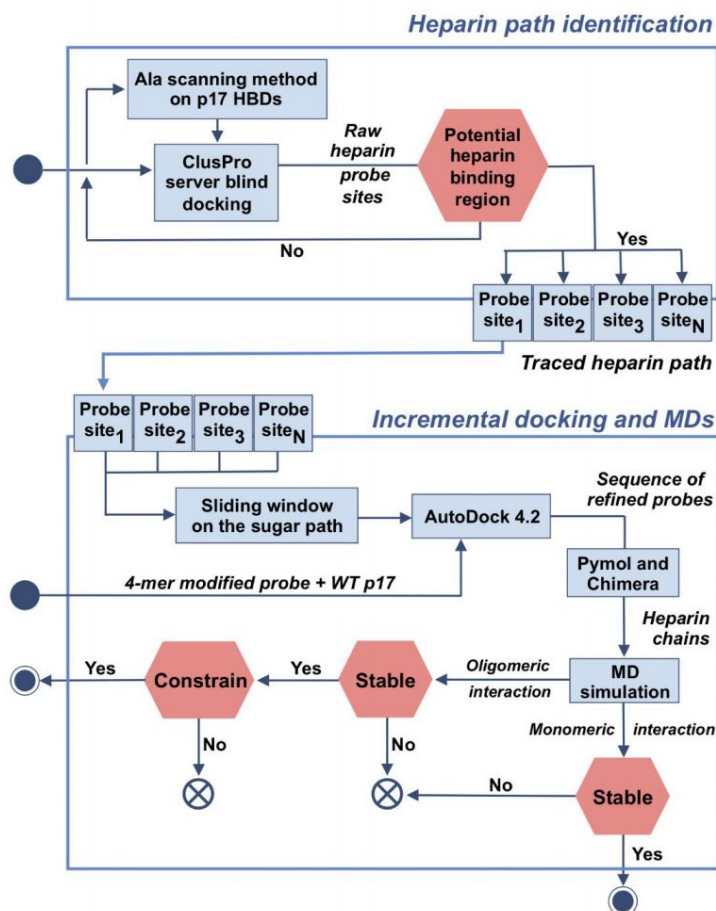 Heparin path identification
Ala scanning method
on p17 HBDs
ClusPro
server blind
docking
Raw
heparin
probe
sites
Potential
heparin
binding
region
No
Yes
Probe
site1
Probe
site2
Probe
site3
Probe
siteN
Traced heparin path
Probe
site1
Probe
site2
Probe
site3
Probe
siteN
Incremental docking and MDs
Sliding window
on the sugar path
AutoDock 4.2
Sequence of
refined probes
4-mer modified probe + WT p17
Pymol and
Chimera
Heparin
chains
MD
simulation
Oligomeric
interaction
Yes
Stable
Yes
Constrain
No
No
Monomeric interaction
No
Stable
Yes